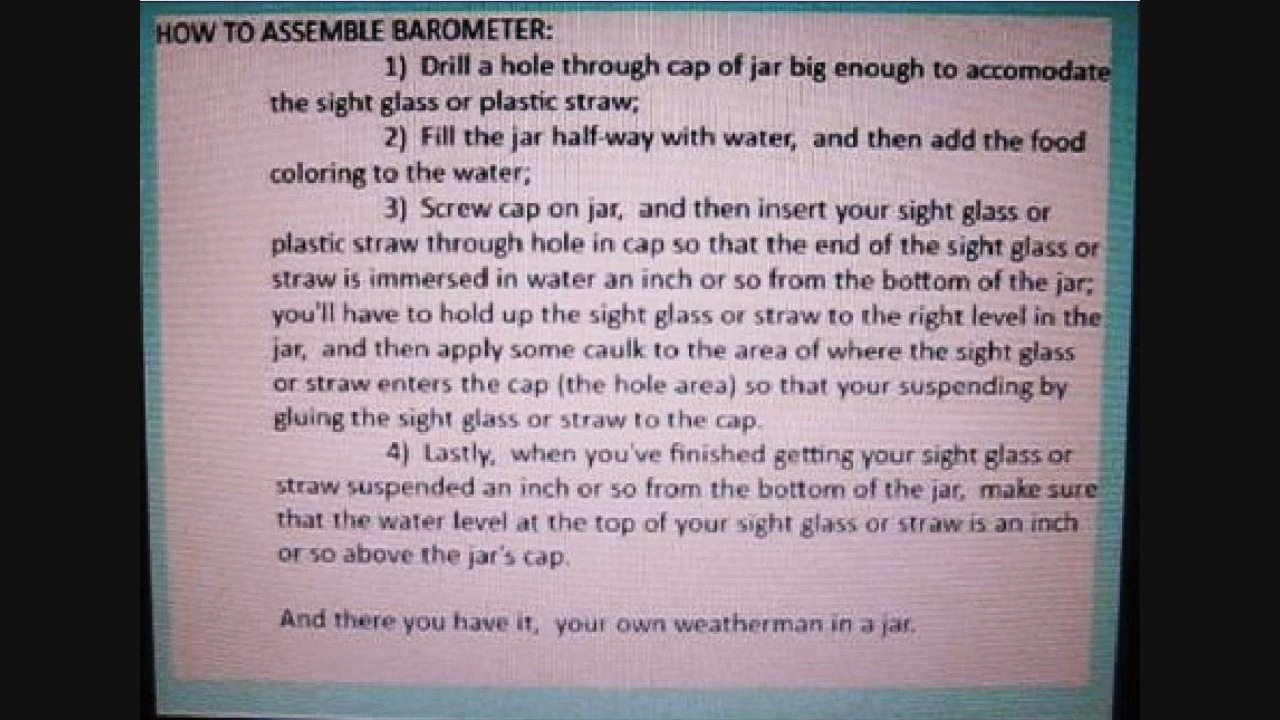 HOW TO ASSEMBLE BAROMETER:
1) Drill a hole through cap of jar big enough to accomodate
the sight glass or plastic straw;
2) Fill the jar half-way with water, and then add the food
coloring to the water;
3) Screw cap on jar, and then insert your sight glass or
plastic straw through hole in cap so that the end of the sight glass or
straw is immersed in water an inch or so from the bottom of the jar;
you'll have to hold up the sight glass or straw to the right level in the
jar, and then apply some caulk to the area of where the sight glass
or straw enters the cap (the hole area) so that your suspending by
gluing the sight glass or straw to the cap.
4) Lastly, when you've finished getting your sight glass or
straw suspended an inch or so from the bottom of the jar, make sure
that the water level at the top of your sight glass or straw is an inch
or so above the jar's cap.
And there you have it, your own weatherman in a jar.